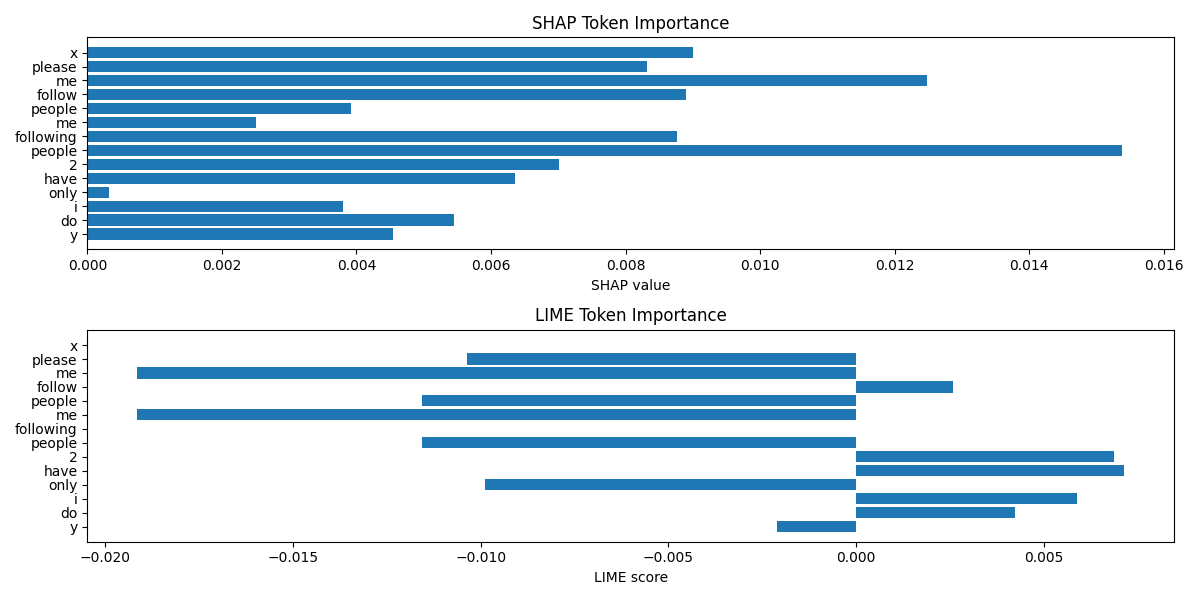 SHAP Token Importance
x
please
me
follow
people
me
following
people
2
have
only
i
do
y
0.000 0.002 0.004 0.006 0.008 0.010 0.012 0.014 0.016
SHAP value
LIME Token Importance
x
please
me
follow
people
me
following
people
2
have
only
i
do
y
−0.020 −0.015 −0.010 −0.005 0.000 0.005
LIME score